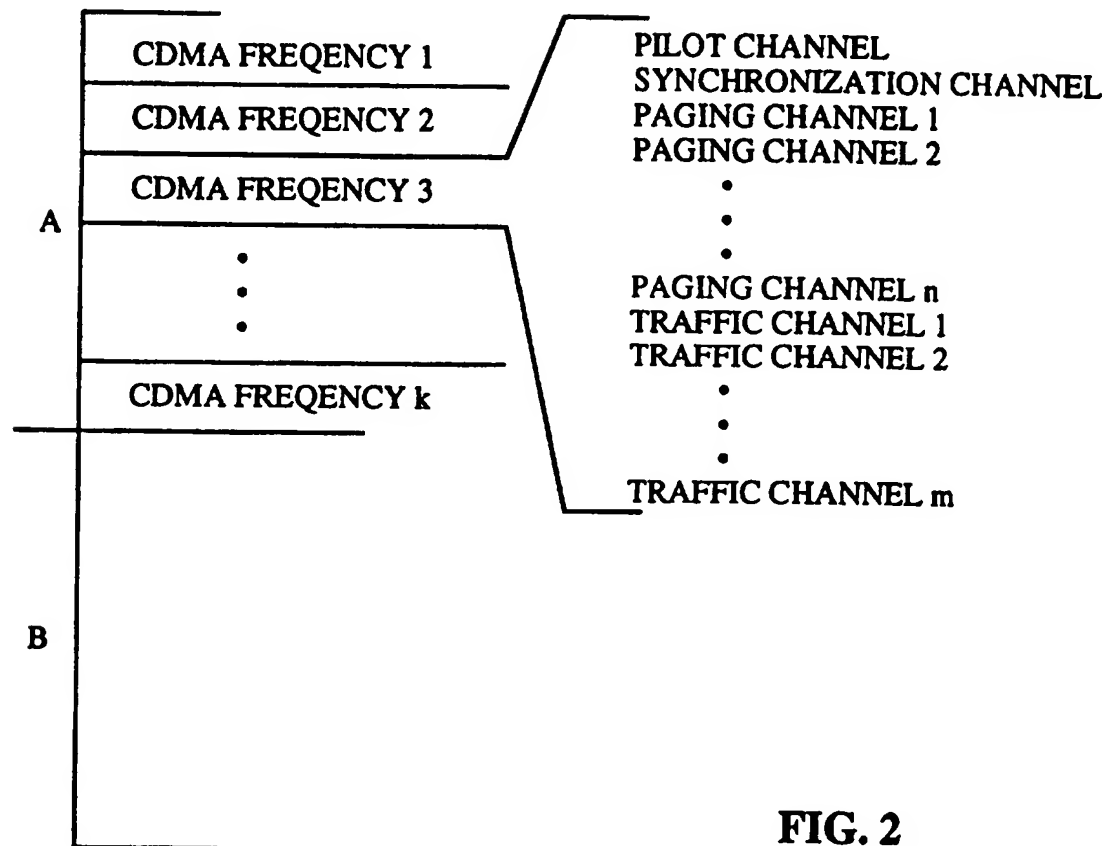 CDMA FREQENCY 1
CDMA FREQENCY 2
CDMA FREQENCY 3
A
CDMA FREQENCY k
B
PILOT CHANNEL
SYNCHRONIZATION CHANNEL
PAGING CHANNEL 1
PAGING CHANNEL 2
PAGING CHANNEL n
TRAFFIC CHANNEL 1
TRAFFIC CHANNEL 2
TRAFFIC CHANNEL m
FIG. 2